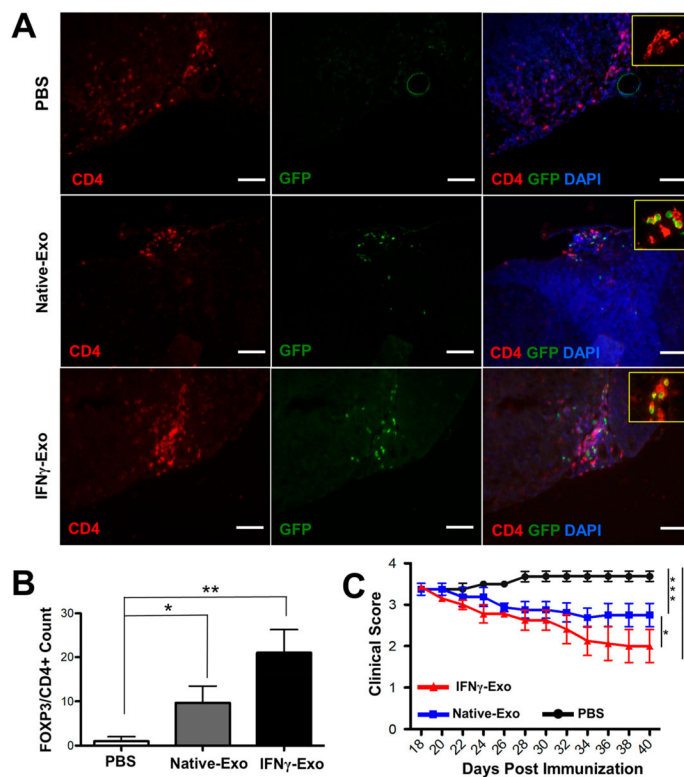 A
PBS
CD4
GFP
CD4 GFP DAPI
Native-Exo
CD4
GFP
CD4 GFP DAPI
IFNγ-Exo
CD4
GFP
CD4 GFP DAPI
B
FOXP3/CD4+ Count
30
20
10
0
*
**
PBS
Native-Exo
IFNγ-Exo
C
Clinical Score
4
3
2
1
0
***
*
IFNγ-Exo
Native-Exo
PBS
18 20 22 24 26 28 30 32 34 36 38 40
Days Post Immunization